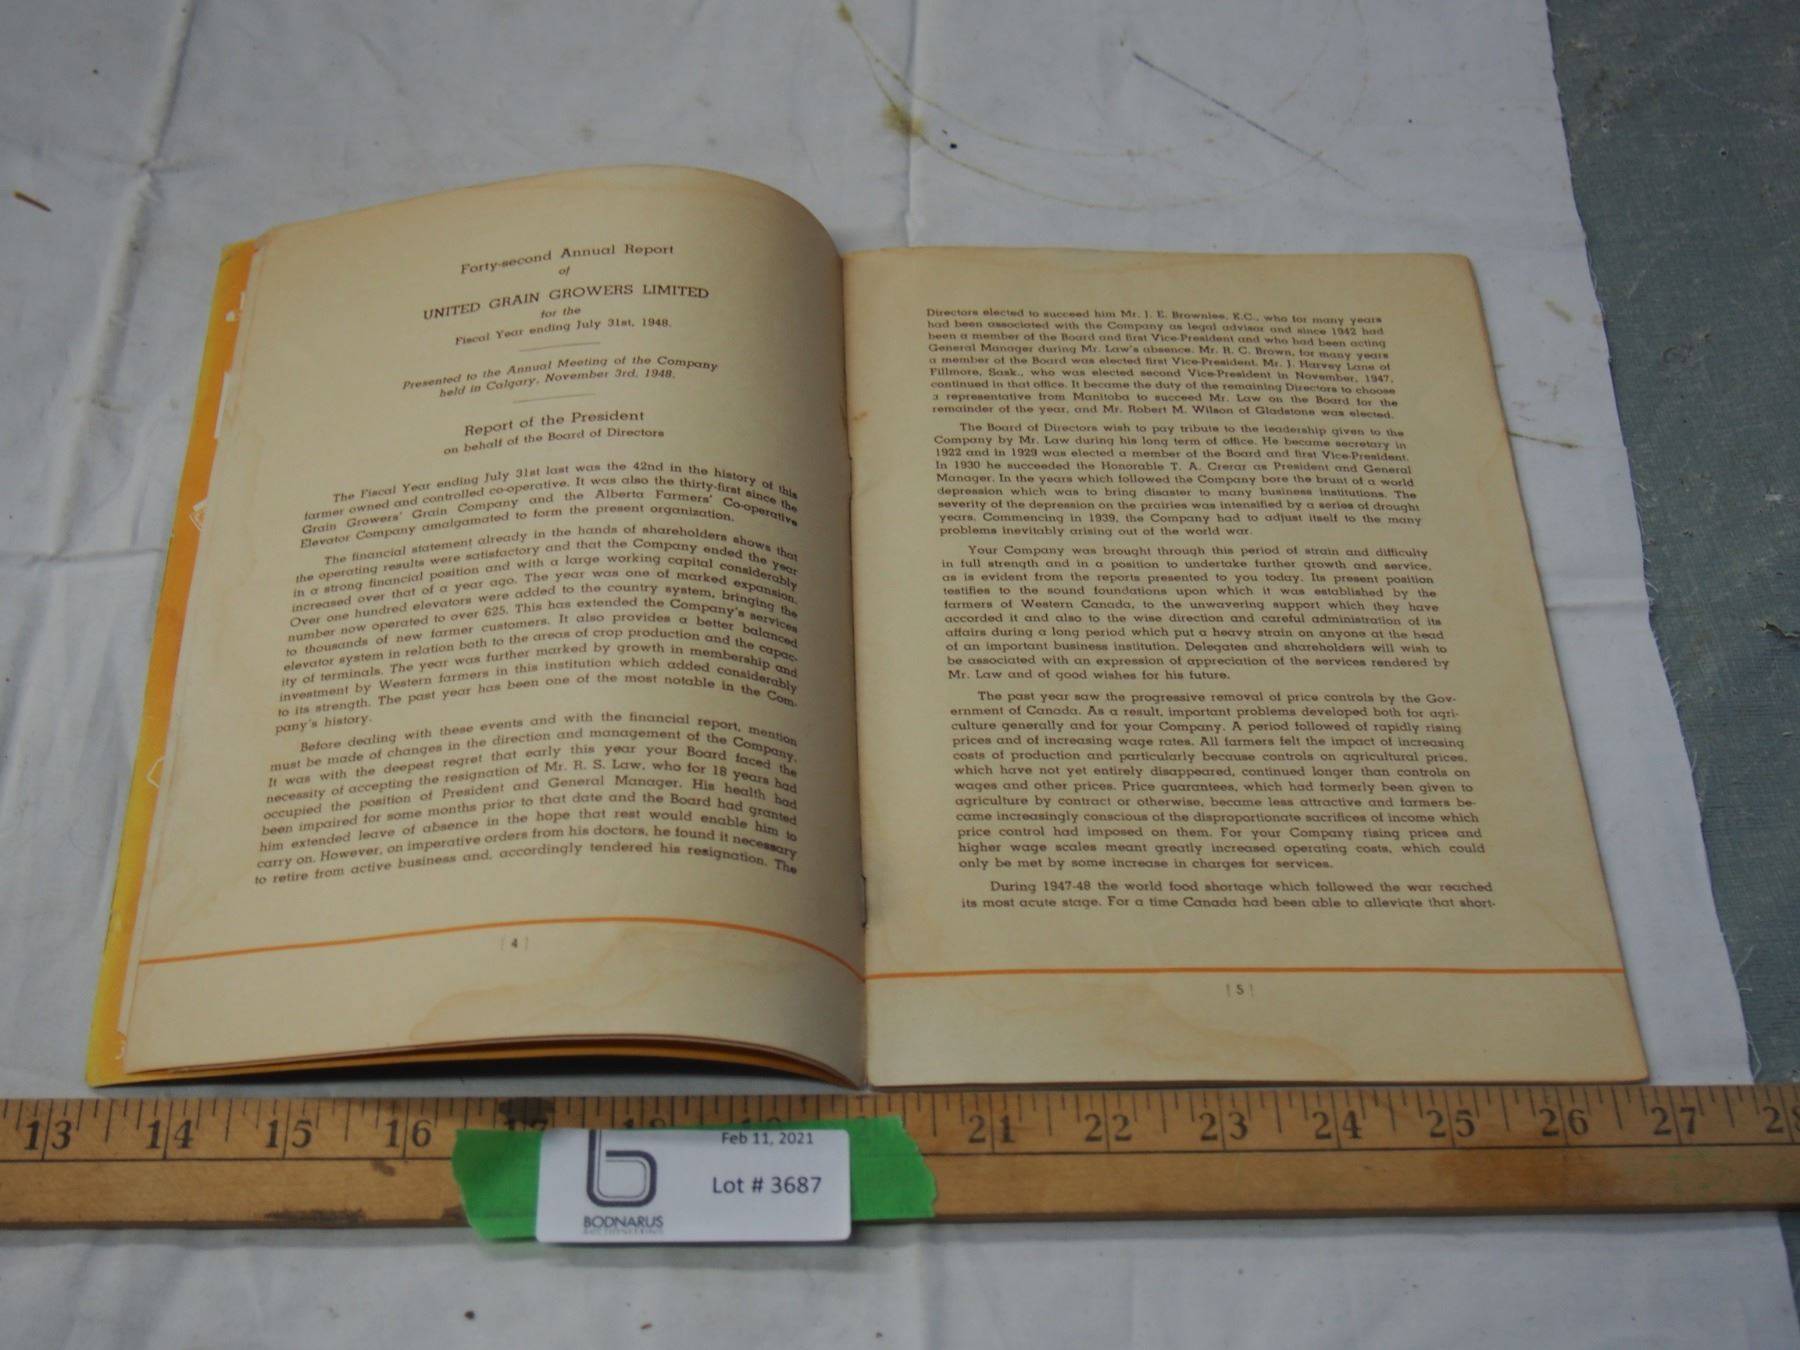 Forty-second Annual Report
of
UNITED GRAIN GROWERS LIMITED
for the
Fiscal Year ending July 31st, 1948.
Presented to the Annual Meeting of the Company
held in Calgary, November 3rd, 1948.
Report of the President
on behalf of the Board of Directors
The Fiscal Year ending July 31st last was the 42nd in the history of this
farmer owned and controlled co-operative. It was also the thirty-first since the
Grain Growers' Grain Company and the Alberta Farmers' Co-operative
Elevator Company amalgamated to form the present organization.
The financial statement already in the hands of shareholders shows that
the operating results were satisfactory and that the Company ended the year
in a strong financial position and with a large working capital considerably
increased over that of a year ago. The year was one of marked expansion.
Over one hundred elevators were added to the country system, bringing the
number now operated to over 625. This has extended the Company's services
to thousands of new farmer customers. It also provides a better balanced
elevator system in relation both to the areas of crop production and the capac-
ity of terminals. The year was further marked by growth in membership and
investment by Western farmers in this institution which added considerably
to its strength. The past year has been one of the most notable in the Com-
pany's history.
Before dealing with these events and with the financial report, mention
must be made of changes in the direction and management of the Company.
It was with the deepest regret that early this year your Board faced the
necessity of accepting the resignation of Mr. R. S. Law, who for 18 years had
occupied the position of President and General Manager. His health had
been impaired for some months prior to that date and the Board had granted
him extended leave of absence in the hope that rest would enable him to
carry on. However, on imperative orders from his doctors, he found it necessary
to retire from active business and, accordingly tendered his resignation. The
[ 4 ]
Directors elected to succeed him Mr. J. E. Brownlee, K.C., who for many years
had been associated with the Company as legal advisor and since 1942 had
been a member of the Board and first Vice-President and who had been acting
General Manager during Mr. Law's absence. Mr. R. C. Brown, for many years
a member of the Board was elected first Vice-President. Mr. J. Harvey Lane of
Fillmore, Sask., who was elected second Vice-President in November, 1947,
continued in that office. It became the duty of the remaining Directors to choose
a representative from Manitoba to succeed Mr. Law on the Board for the
remainder of the year, and Mr. Robert M. Wilson of Gladstone was elected.
The Board of Directors wish to pay tribute to the leadership given to the
Company by Mr. Law during his long term of office. He became secretary in
1922 and in 1929 was elected a member of the Board and first Vice-President.
In 1930 he succeeded the Honorable T. A. Crerar as President and General
Manager. In the years which followed the Company bore the brunt of a world
depression which was to bring disaster to many business institutions. The
severity of the depression on the prairies was intensified by a series of drought
years. Commencing in 1939, the Company had to adjust itself to the many
problems inevitably arising out of the world war.
Your Company was brought through this period of strain and difficulty
in full strength and in a position to undertake further growth and service,
as is evident from the reports presented to you today. Its present position
testifies to the sound foundations upon which it was established by the
farmers of Western Canada, to the unwavering support which they have
accorded it and also to the wise direction and careful administration of its
affairs during a long period which put a heavy strain on anyone at the head
of an important business institution. Delegates and shareholders will wish to
be associated with an expression of appreciation of the services rendered by
Mr. Law and of good wishes for his future.
The past year saw the progressive removal of price controls by the Gov-
ernment of Canada. As a result, important problems developed both for agri-
culture generally and for your Company. A period followed of rapidly rising
prices and of increasing wage rates. All farmers felt the impact of increasing
costs of production and particularly because controls on agricultural prices,
which have not yet entirely disappeared, continued longer than controls on
wages and other prices. Price guarantees, which had formerly been given to
agriculture by contract or otherwise, became less attractive and farmers be-
came increasingly conscious of the disproportionate sacrifices of income which
price control had imposed on them. For your Company rising prices and
higher wage scales meant greatly increased operating costs, which could
only be met by some increase in charges for services.
During 1947-48 the world food shortage which followed the war reached
its most acute stage. For a time Canada had been able to alleviate that short-
[ 5 ]
13 14 15 16 17 21 22 23 24 25 26 27 28
Feb 11, 2021
Lot # 3687
BODNARUS
AUCTIONEERING